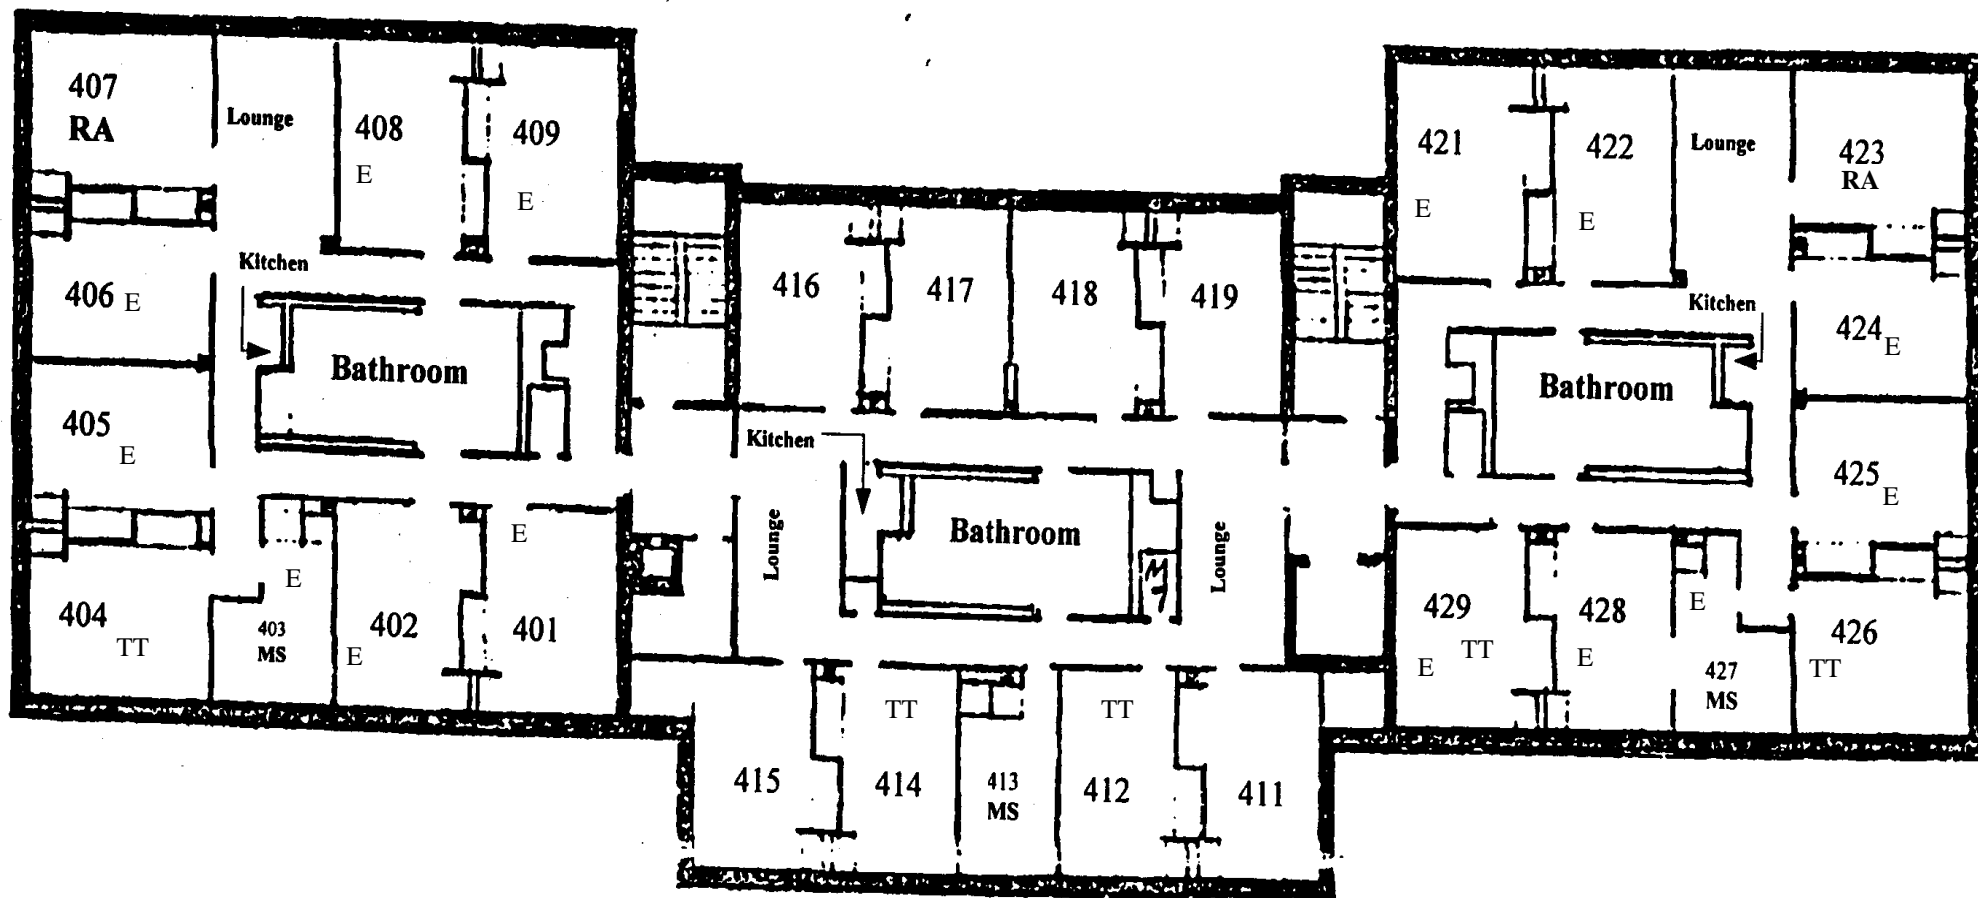 407
RA
Lounge
408
E
409
E
406 E
Kitchen
405
E
Bathroom
404
TT
E
403
MS
402
E
E
401
416
417
418
419
Kitchen
Lounge
Bathroom
Lounge
415
TT
414
413
MS
TT
412
411
421
E
422
E
Lounge
423
RA
Kitchen
424 E
Bathroom
425
E
429
E
TT
428
E
E
427
MS
426
TT